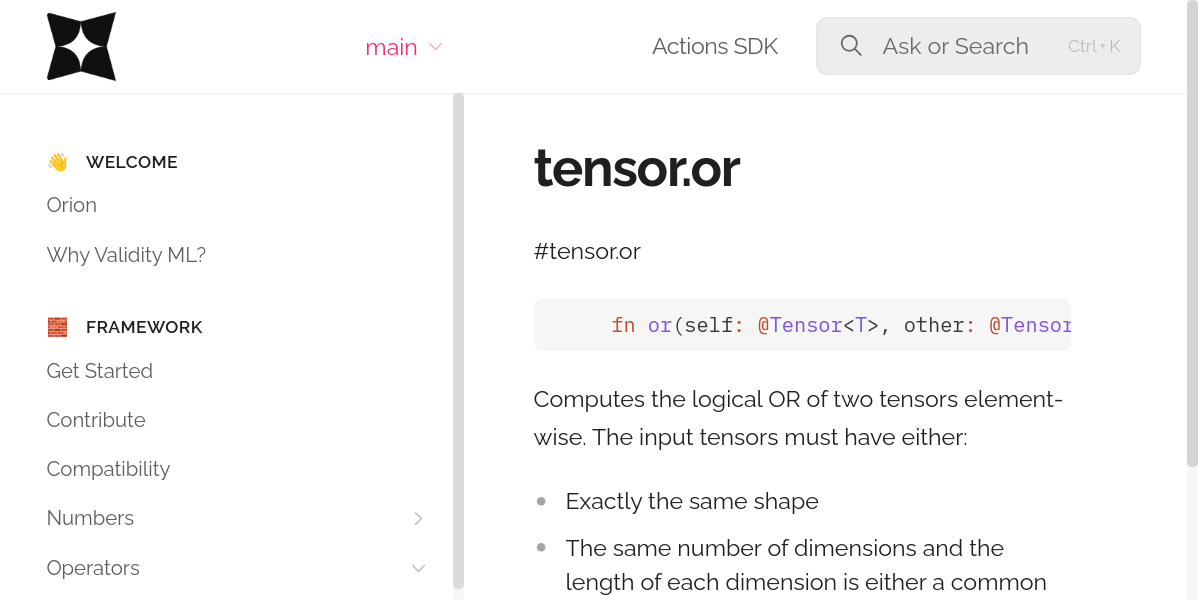 main
Actions SDK
Ask or Search
Ctrl + K
👋 WELCOME
Orion
Why Validity ML?
🧱 FRAMEWORK
Get Started
Contribute
Compatibility
Numbers
Operators
tensor.or
#tensor.or
fn or(self: @Tensor<T>, other: @Tensor
Computes the logical OR of two tensors element-
wise. The input tensors must have either:
Exactly the same shape
The same number of dimensions and the
length of each dimension is either a common